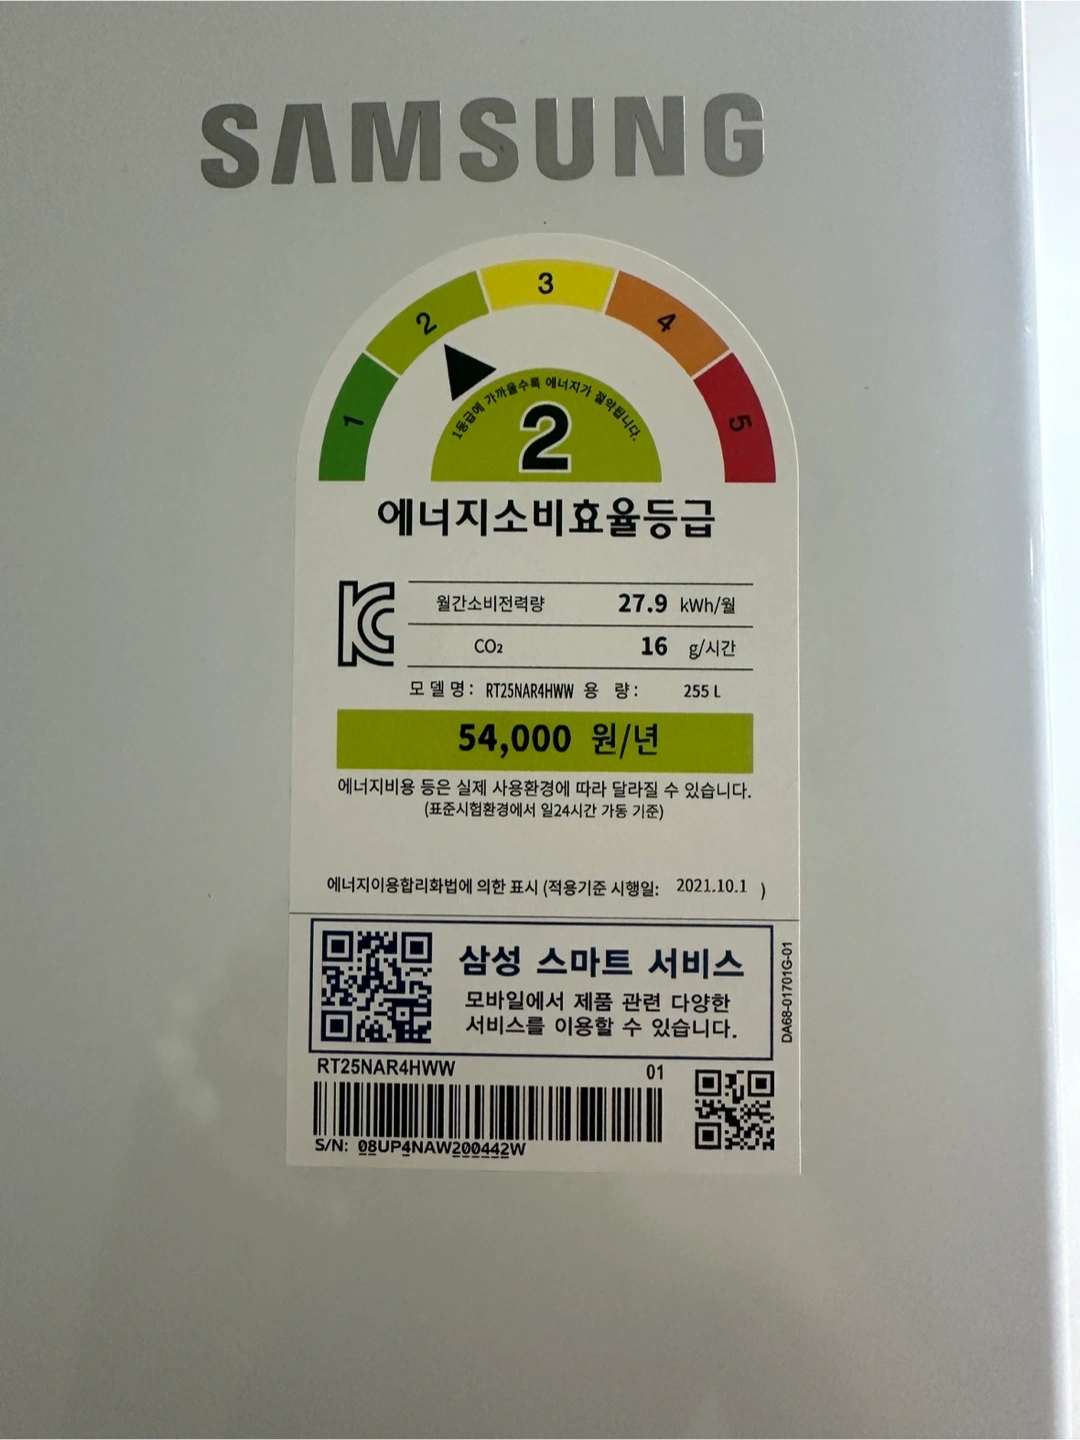 SAMSUNG
1 2 3 4 5
1등급에 가까울수록 에너지가 절약됩니다.
2
에너지소비효율등급
월간소비전력량 27.9 kWh/월
CO₂ 16 g/시간
모델명: RT25NAR4HWW 용 량: 255 L
54,000 원/년
에너지비용 등은 실제 사용환경에 따라 달라질 수 있습니다.
(표준시험환경에서 일24시간 가동 기준)
에너지이용합리화법에 의한 표시 (적용기준 시행일: 2021.10.1 )
삼성 스마트 서비스
모바일에서 제품 관련 다양한
서비스를 이용할 수 있습니다.
DA68-01701G-01
RT25NAR4HWW 01
S/N: 08UP4NAW200442W